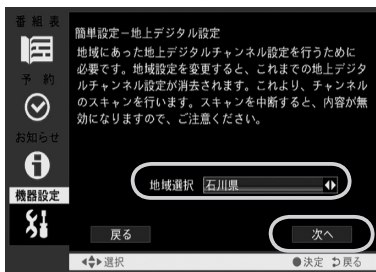 番組表
予 約
お知らせ
機器設定
簡単設定－地上デジタル設定
地域にあった地上デジタルチャンネル設定を行うために
必要です。地域設定を変更すると、これまでの地上デジタ
ルチャンネル設定が消去されます。これより、チャンネル
のスキャンを行います。スキャンを中断すると、内容が無
効になりますので、ご注意ください。
地域選択 石川県
戻る 次へ
選択 ●決定 戻る